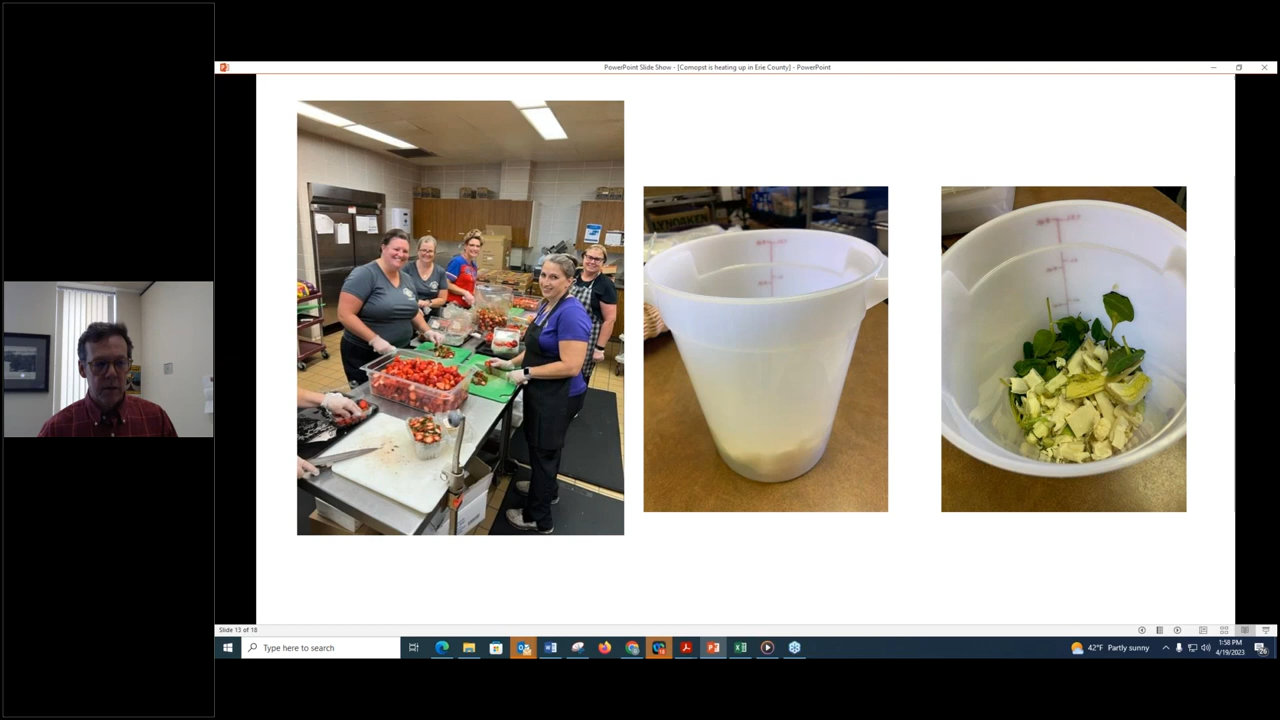 PowerPoint Slide Show - [Comopst is heating up in Erie County] - PowerPoint
Slide 13 of 18
Type here to search
42°F Partly sunny
1:58 PM
4/19/2023